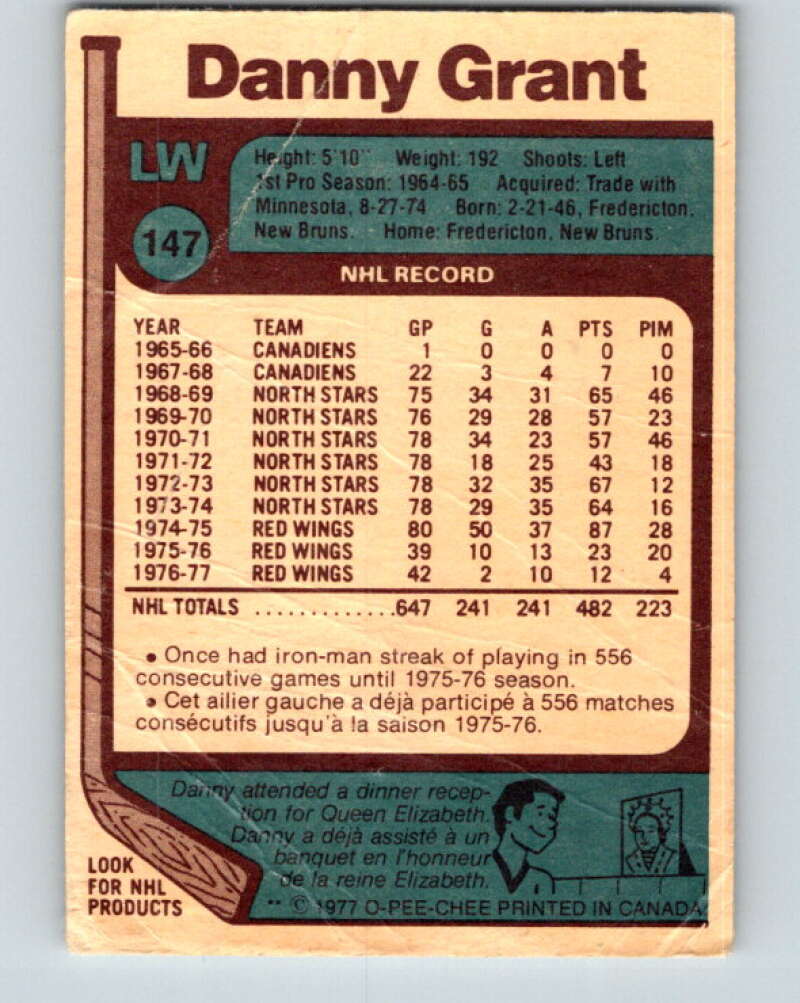 Danny Grant
LW
147
Height: 5'10" Weight: 192 Shoots: Left
1st Pro Season: 1964-65 Acquired: Trade with
Minnesota, 8-27-74 Born: 2-21-46, Fredericton,
New Bruns. Home: Fredericton, New Bruns.
NHL RECORD
YEAR TEAM GP G A PTS PIM
1965-66 CANADIENS 1 0 0 0 0
1967-68 CANADIENS 22 3 4 7 10
1968-69 NORTH STARS 75 34 31 65 46
1969-70 NORTH STARS 76 29 28 57 23
1970-71 NORTH STARS 78 34 23 57 46
1971-72 NORTH STARS 78 18 25 43 18
1972-73 NORTH STARS 78 32 35 67 12
1973-74 NORTH STARS 78 29 35 64 16
1974-75 RED WINGS 80 50 37 87 28
1975-76 RED WINGS 39 10 13 23 20
1976-77 RED WINGS 42 2 10 12 4
NHL TOTALS .............647 241 241 482 223
• Once had iron-man streak of playing in 556
consecutive games until 1975-76 season.
• Cet ailier gauche a déjà participé à 556 matches
consécutifs jusqu'à la saison 1975-76.
Danny attended a dinner recep-
tion for Queen Elizabeth.
Danny a déjà assisté à un
banquet en l'honneur
de la reine Elizabeth.
LOOK
FOR NHL
PRODUCTS
** © 1977 O-PEE-CHEE PRINTED IN CANADA